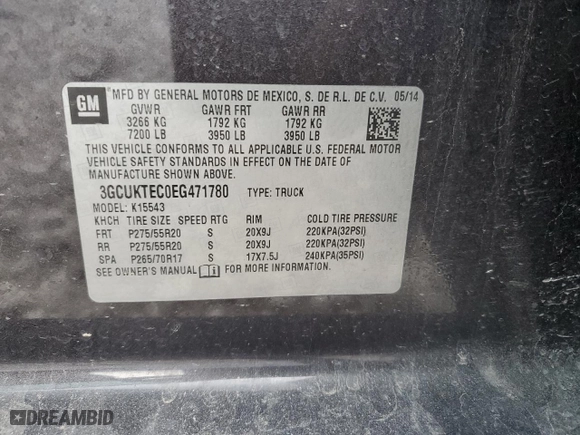 GM
MFD BY GENERAL MOTORS DE MEXICO, S. DE R.L. DE C.V. 05/14
GVWR GAWR FRT GAWR RR
3266 KG 1792 KG 1792 KG
7200 LB 3950 LB 3950 LB
THIS VEHICLE CONFORMS TO ALL APPLICABLE U.S. FEDERAL MOTOR
VEHICLE SAFETY STANDARDS IN EFFECT ON THE DATE OF
MANUFACTURE SHOWN ABOVE.
3GCUKTEC0EG471780 TYPE: TRUCK
MODEL: K15543
KHCH TIRE SIZE SPEED RTG RIM COLD TIRE PRESSURE
FRT P275/55R20 S 20X9J 220KPA(32PSI)
RR P275/55R20 S 20X9J 220KPA(32PSI)
SPA P265/70R17 S 17X7.5J 240KPA(35PSI)
SEE OWNER'S MANUAL FOR MORE INFORMATION
DREAMBID